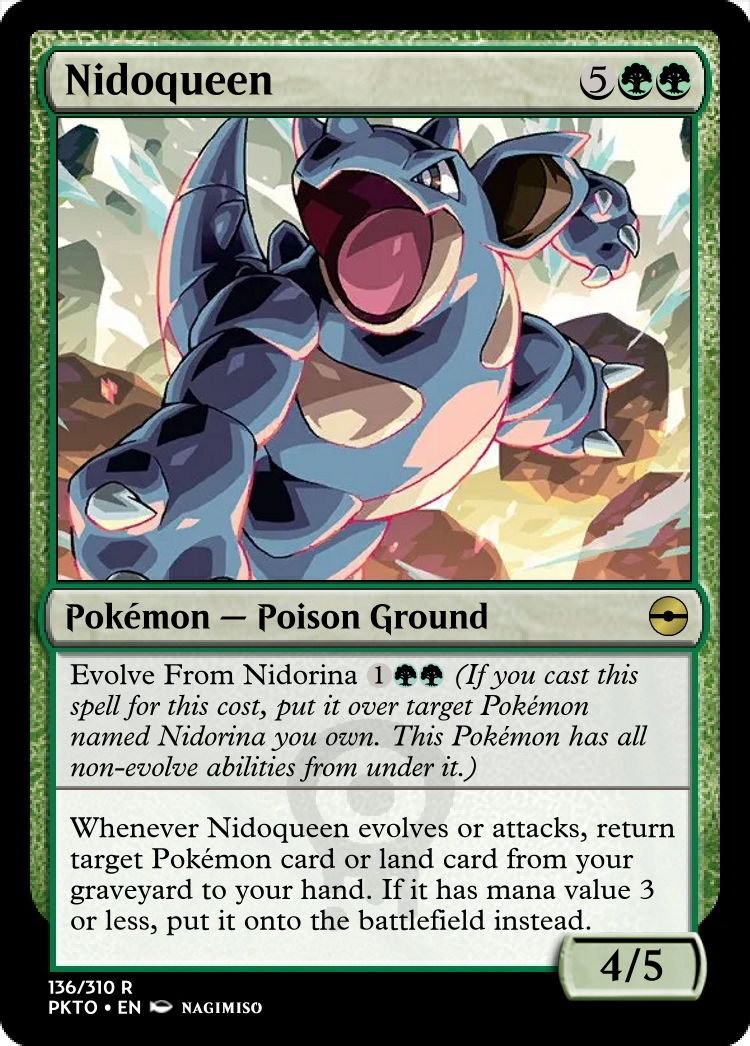 Nidoqueen 5
Pokémon — Poison Ground
Evolve From Nidorina 1 (If you cast this
spell for this cost, put it over target Pokémon
named Nidorina you own. This Pokémon has all
non-evolve abilities from under it.)
Whenever Nidoqueen evolves or attacks, return
target Pokémon card or land card from your
graveyard to your hand. If it has mana value 3
or less, put it onto the battlefield instead.
4/5
136/310 R
PKTO • EN NAGIMISO